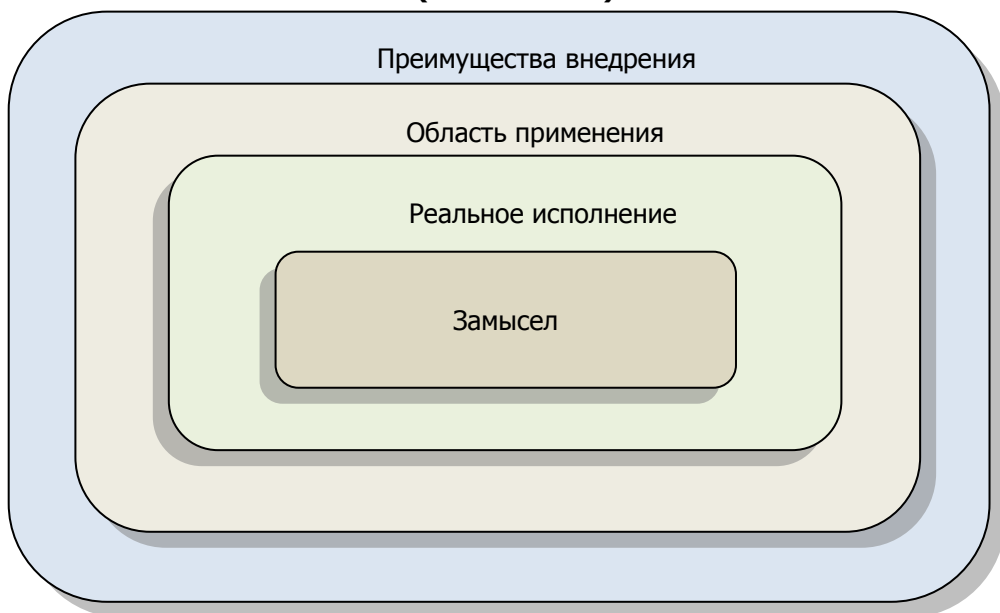 Преимущества внедрения
Область применения
Реальное исполнение
Замысел